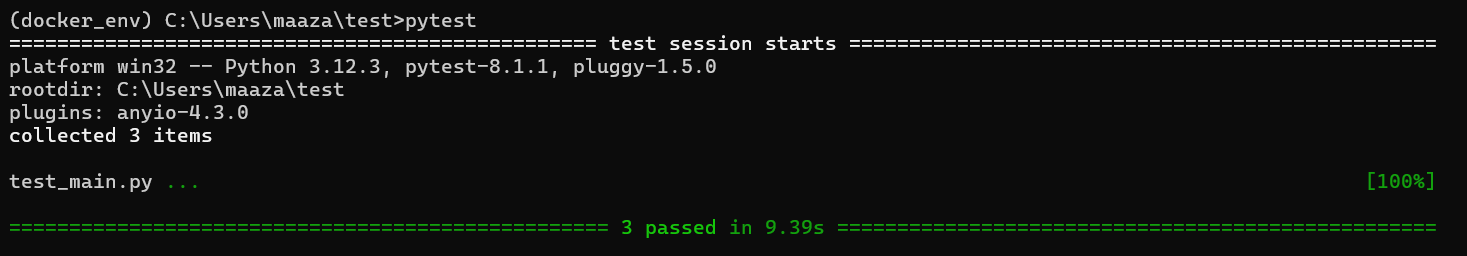 (docker_env) C:\Users\maaza\test>pytest
================================================= test session starts =================================================
platform win32 -- Python 3.12.3, pytest-8.1.1, pluggy-1.5.0
rootdir: C:\Users\maaza\test
plugins: anyio-4.3.0
collected 3 items
test_main.py ... [100%]
================================================== 3 passed in 9.39s ==================================================